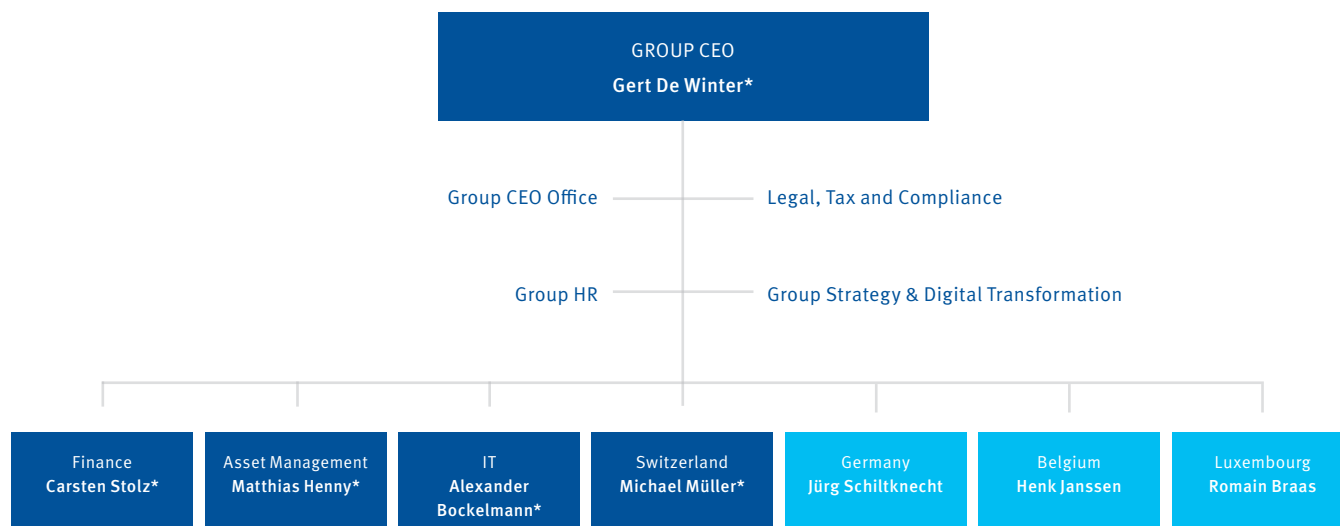 GROUP CEO
Gert De Winter*
Group CEO Office
Legal, Tax and Compliance
Group HR
Group Strategy & Digital Transformation
Finance
Carsten Stolz*
Asset Management
Matthias Henny*
IT
Alexander
Bockelmann*
Switzerland
Michael Müller*
Germany
Jürg Schiltknecht
Belgium
Henk Janssen
Luxembourg
Romain Braas